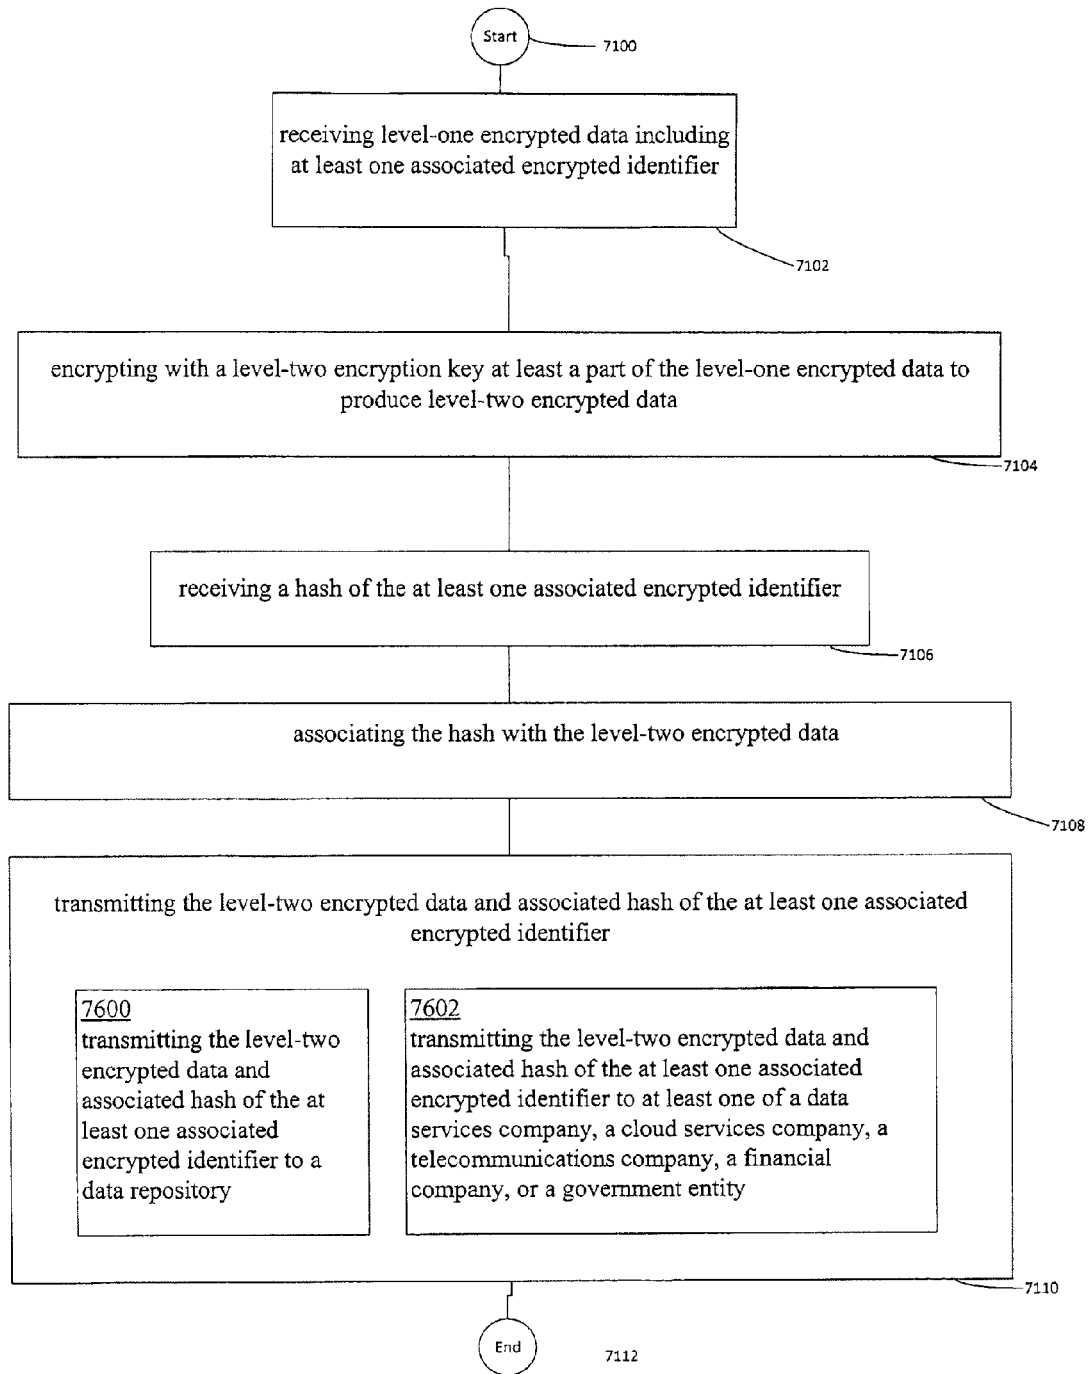 Start
7100
receiving level-one encrypted data including
at least one associated encrypted identifier
7102
encrypting with a level-two encryption key at least a part of the level-one encrypted data to
produce level-two encrypted data
7104
receiving a hash of the at least one associated encrypted identifier
7106
associating the hash with the level-two encrypted data
7108
transmitting the level-two encrypted data and associated hash of the at least one associated
encrypted identifier
7600
transmitting the level-two
encrypted data and
associated hash of the at
least one associated
encrypted identifier to a
data repository
7602
transmitting the level-two encrypted data and
associated hash of the at least one associated
encrypted identifier to at least one of a data
services company, a cloud services company, a
telecommunications company, a financial
company, or a government entity
7110
End
7112